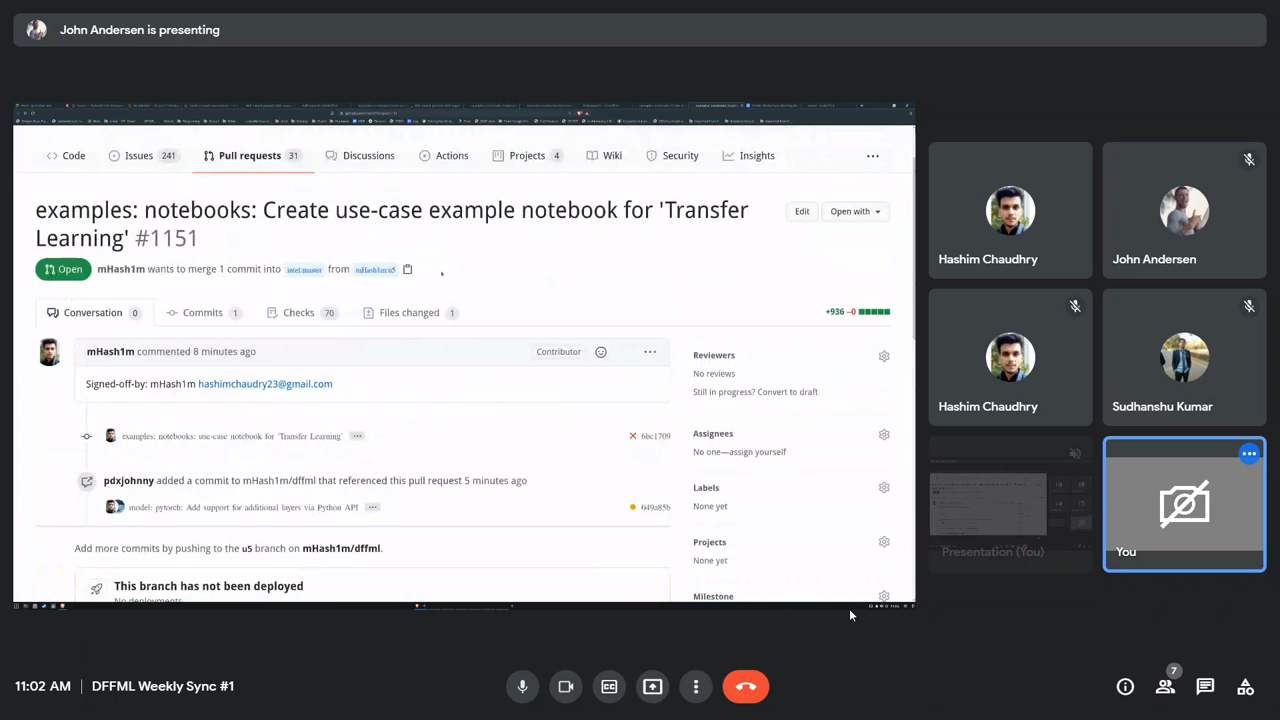 John Andersen is presenting
Code
Issues 241
Pull requests 31
Discussions
Actions
Projects 4
Wiki
Security
Insights
examples: notebooks: Create use-case example notebook for 'Transfer
Learning' #1151
Edit
Open with
Open
mHash1m wants to merge 1 commit into intel:master from mHash1m:u5
Conversation 0
Commits 1
Checks 70
Files changed 1
+936 −0
mHash1m commented 8 minutes ago
Contributor
Signed-off-by: mHash1m hashimchaudry23@gmail.com
examples: notebooks: use-case notebook for 'Transfer Learning'
6bc1709
pdxjohnny added a commit to mHash1m/dffml that referenced this pull request 5 minutes ago
model: pytorch: Add support for additional layers via Python API
049a85b
Add more commits by pushing to the u5 branch on mHash1m/dffml.
This branch has not been deployed
No deployments
Reviewers
No reviews
Still in progress? Convert to draft
Assignees
No one—assign yourself
Labels
None yet
Projects
None yet
Milestone
Hashim Chaudry
John Andersen
Hashim Chaudry
Sudhanshu Kumar
Presentation (You)
You
11:02 AM
DFFML Weekly Sync #1
7